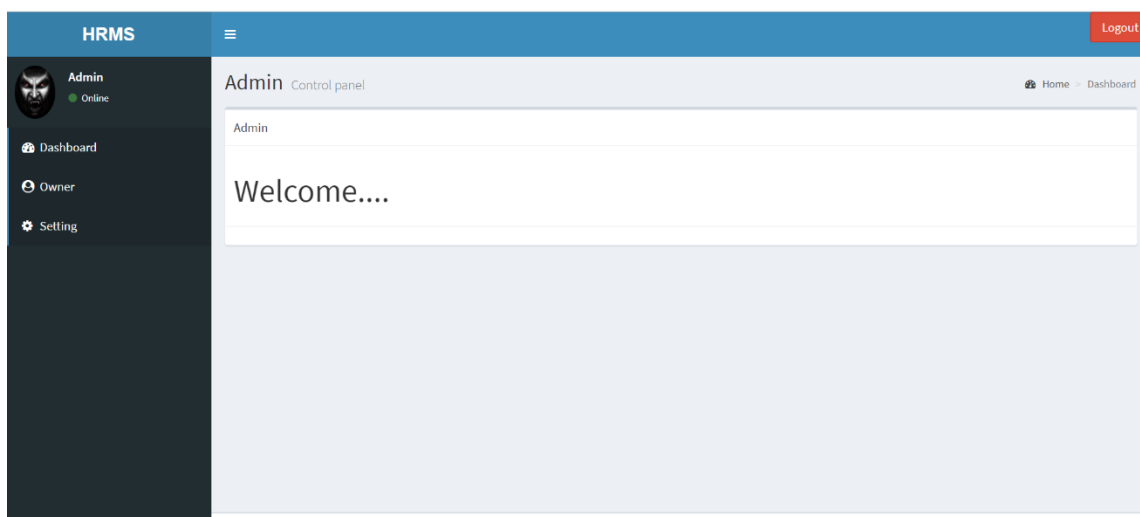 HRMS
Logout
Admin
Online
Admin Control panel
Home > Dashboard
Admin
Dashboard
Owner
Setting
Welcome....